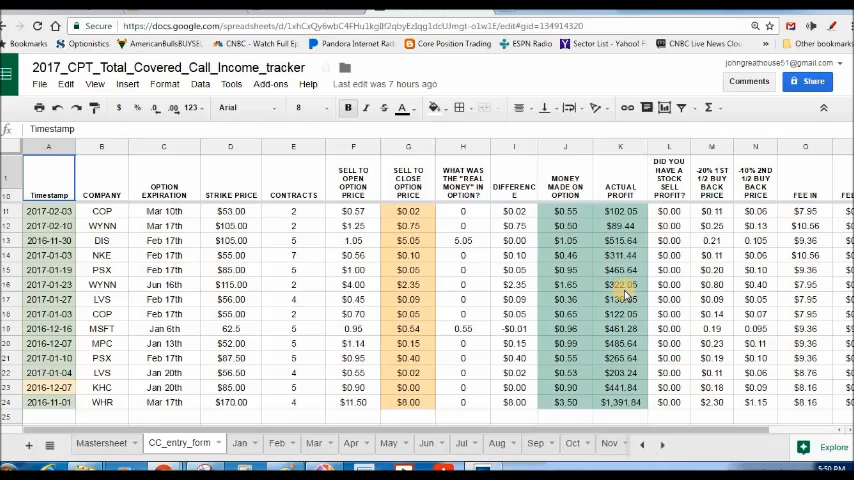 Secure https://docs.google.com/spreadsheets/d/1xhCxQy6wbC4FHu1kgIlf2qbyEzIgD1cUJmgt-o1w1E/edit#gid=134914320
Bookmarks Optionistics AmericanBullsBUYSEL CNBC - Watch Full Ep Pandora Internet Radio Core Position Trading ESPN Radio Sector List - Yahoo! F CNBC Live News Clow » Other bookmarks
johngreathouse51@gmail.com
2017_CPT_Total_Covered_Call_Income_tracker
File Edit View Insert Format Data Tools Add-ons Help Last edit was 7 hours ago
Comments Share
$ % .0 .00 123 Arial 8 B I S A Σ
fx Timestamp
A B C D E F G H I J K L M N O
1 10 Timestamp COMPANY OPTION EXPIRATION STRIKE PRICE CONTRACTS SELL TO OPEN OPTION PRICE SELL TO CLOSE OPTION PRICE WHAT WAS THE "REAL MONEY" IN OPTION? DIFFERENCE MONEY MADE ON OPTION ACTUAL PROFIT DID YOU HAVE A STOCK SELL PROFIT? -20% 1ST 1/2 BUY BACK PRICE -10% 2ND 1/2 BUY BACK PRICE FEE IN
11 2017-02-03 COP Mar 10th $53.00 2 $0.57 $0.02 0 $0.02 $0.55 $102.05 $0.00 $0.11 $0.06 $7.95
12 2017-02-10 WYNN Mar 17th $105.00 2 $1.25 $0.75 0 $0.75 $0.50 $89.44 $0.00 $0.25 $0.13 $10.56
13 2016-11-30 DIS Feb 17th $105.00 5 1.05 $5.05 5.05 $0.00 $1.05 $515.64 $0.00 0.21 0.105 $9.36
14 2017-01-03 NKE Feb 17th $55.00 7 $0.56 $0.10 0 $0.10 $0.46 $311.44 $0.00 $0.11 $0.06 $10.56
15 2017-01-19 PSX Feb 17th $85.00 5 $1.00 $0.05 0 $0.05 $0.95 $465.64 $0.00 $0.20 $0.10 $9.36
16 2017-01-23 WYNN Jun 16th $115.00 2 $4.00 $2.35 0 $2.35 $1.65 $322.05 $0.00 $0.80 $0.40 $7.95
17 2017-01-27 LVS Feb 17th $56.00 4 $0.45 $0.09 0 $0.09 $0.36 $0.00 $0.09 $0.05 $7.95
18 2017-01-03 COP Feb 17th $55.00 2 $0.70 $0.05 0 $0.05 $0.65 $122.05 $0.00 $0.14 $0.07 $7.95
19 2016-12-16 MSFT Jan 6th 62.5 5 0.95 $0.54 0.55 -$0.01 $0.96 $461.28 $0.00 0.19 0.095 $9.36
20 2016-12-07 MPC Jan 13th $52.00 5 $1.14 $0.15 0 $0.15 $0.99 $485.64 $0.00 $0.23 $0.11 $9.36
21 2017-01-10 PSX Mar 17th $87.50 5 $0.95 $0.40 0 $0.40 $0.55 $265.64 $0.00 $0.19 $0.10 $9.36
22 2017-01-04 LVS Jan 20th $56.50 4 $0.55 $0.02 0 $0.02 $0.53 $203.24 $0.00 $0.11 $0.06 $8.76
23 2016-12-07 KHC Jan 20th $85.00 5 $0.90 $0.00 0 $0.00 $0.90 $441.84 $0.00 $0.18 $0.09 $8.16
24 2016-11-01 WHR Mar 17th $170.00 4 $11.50 $8.00 0 $8.00 $3.50 $1,391.84 $0.00 $2.30 $1.15 $8.16
25
Mastersheet CC_entry_form Jan Feb Mar Apr May Jun Jul Aug Sep Oct Nov Explore
5:50 PM